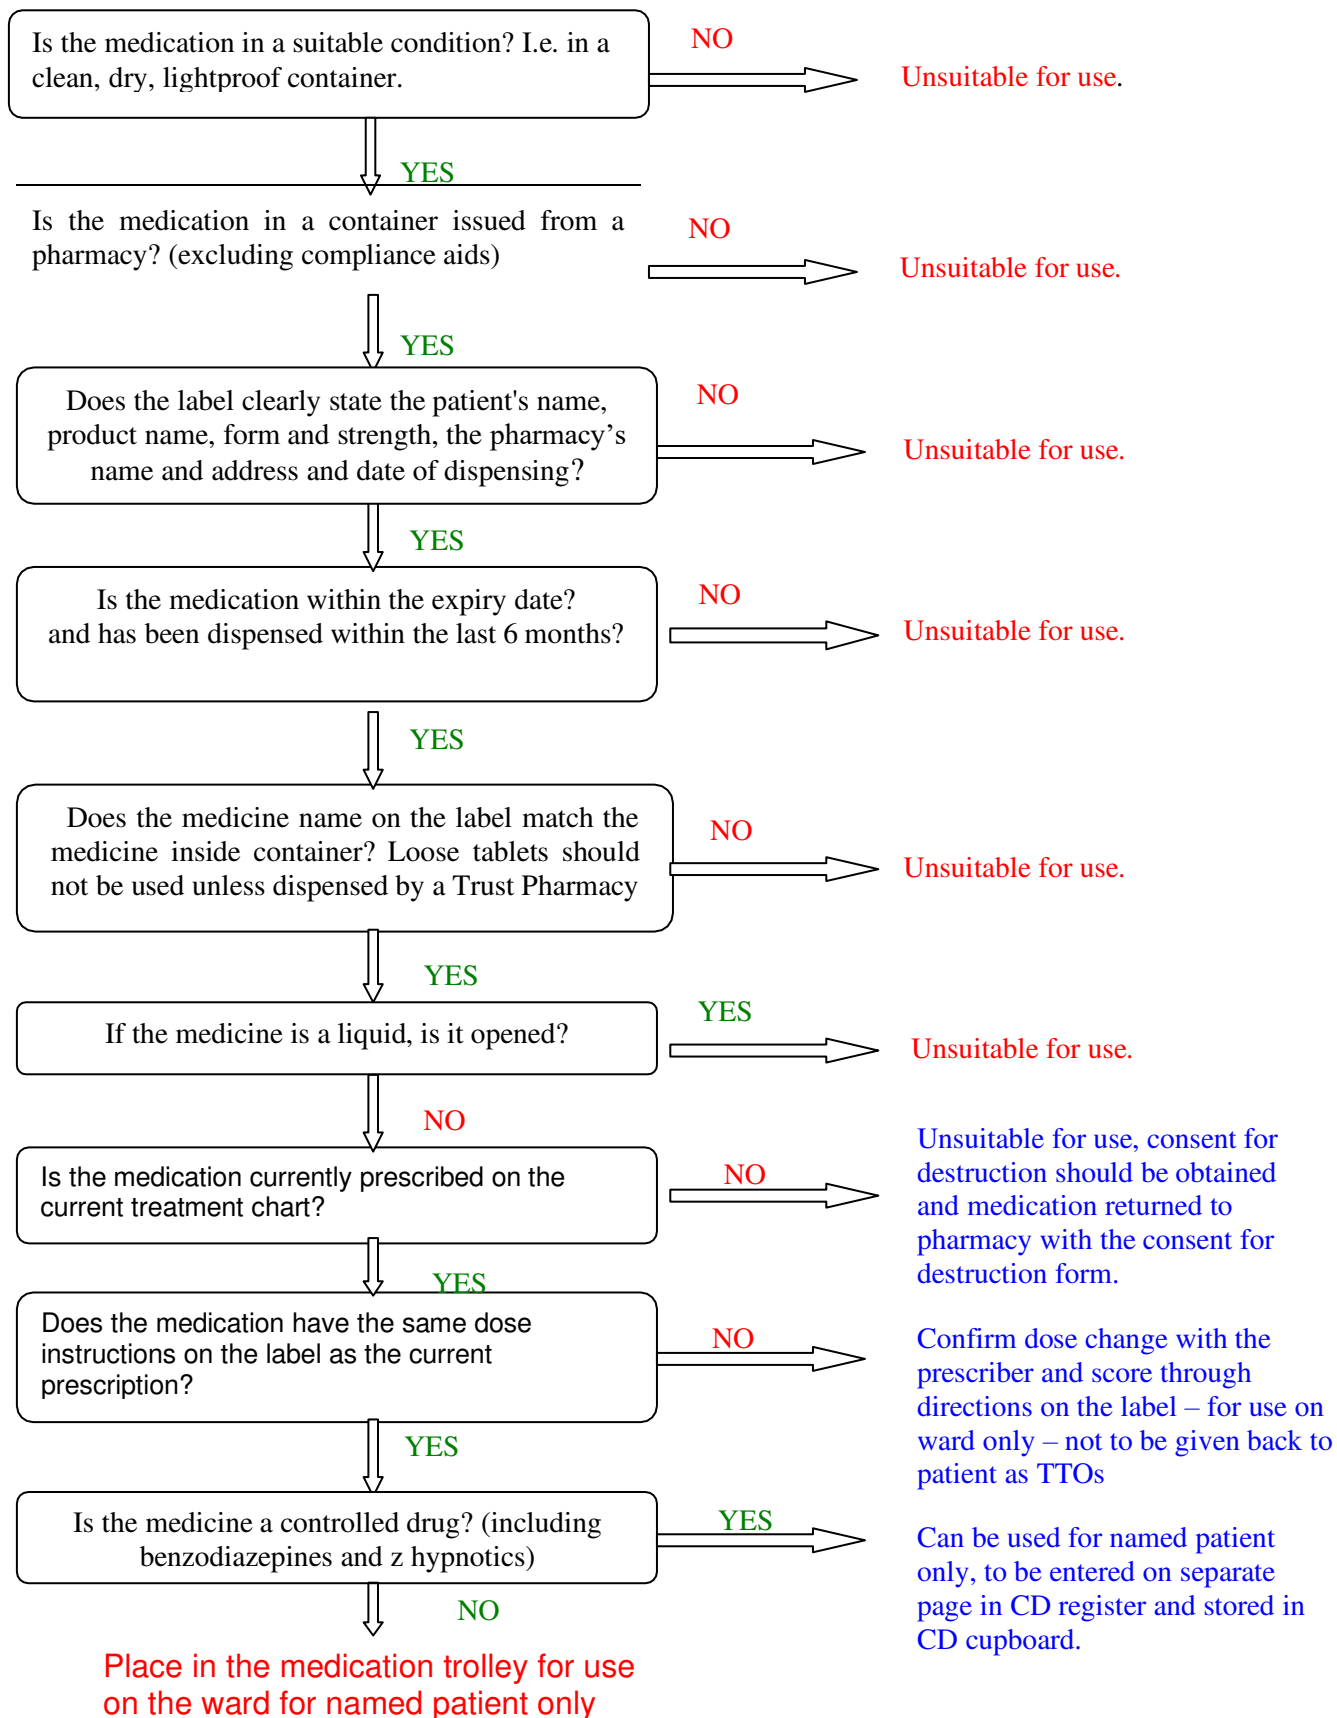 Is the medication in a suitable condition? I.e. in a
clean, dry, lightproof container.
NO
Unsuitable for use.
YES
Is the medication in a container issued from a
pharmacy? (excluding compliance aids)
NO
Unsuitable for use.
YES
Does the label clearly state the patient's name,
product name, form and strength, the pharmacy’s
name and address and date of dispensing?
NO
Unsuitable for use.
YES
Is the medication within the expiry date?
and has been dispensed within the last 6 months?
NO
Unsuitable for use.
YES
Does the medicine name on the label match the
medicine inside container? Loose tablets should
not be used unless dispensed by a Trust Pharmacy
NO
Unsuitable for use.
YES
If the medicine is a liquid, is it opened?
YES
Unsuitable for use.
NO
Is the medication currently prescribed on the
current treatment chart?
NO
Unsuitable for use, consent for
destruction should be obtained
and medication returned to
pharmacy with the consent for
destruction form.
YES
Does the medication have the same dose
instructions on the label as the current
prescription?
NO
Confirm dose change with the
prescriber and score through
directions on the label – for use on
ward only – not to be given back to
patient as TTOs
YES
Is the medicine a controlled drug? (including
benzodiazepines and z hypnotics)
YES
Can be used for named patient
only, to be entered on separate
page in CD register and stored in
CD cupboard.
NO
Place in the medication trolley for use
on the ward for named patient only